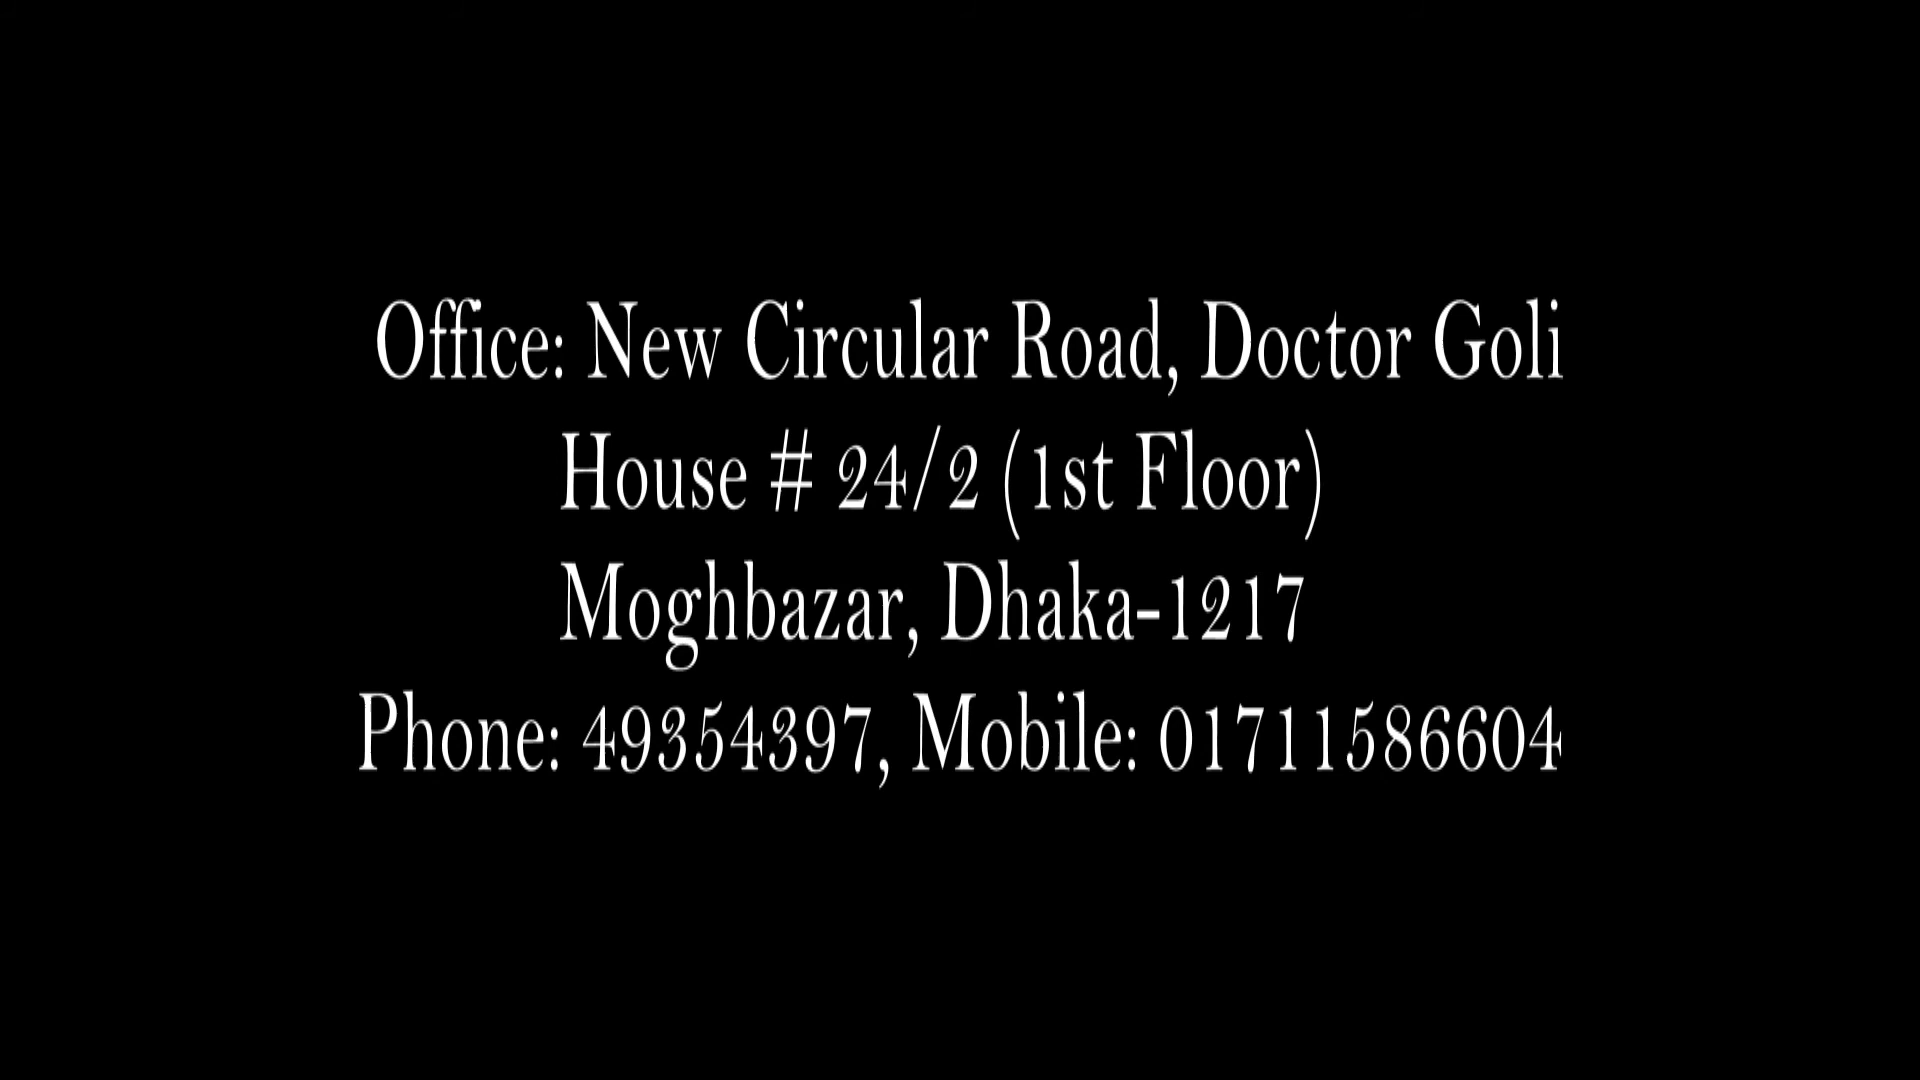 Office: New Circular Road, Doctor Goli
House # 24/2 (1st Floor)
Moghbazar, Dhaka-1217
Phone: 49354397, Mobile: 01711586604